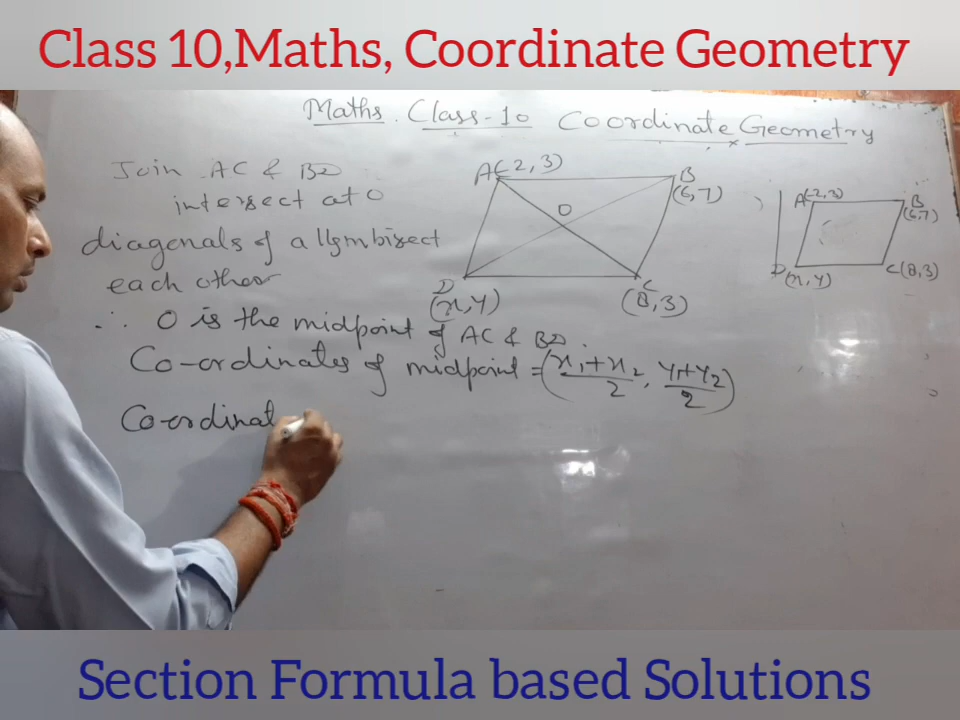 Class 10,Maths, Coordinate Geometry
Maths. Class-10 Coordinate Geometry
Join AC & BD
intersect at O
diagonals of a llgm bisect
each other
∴ O is the midpoint of AC & BD.
Co-ordinates of midpoint = (x₁+x₂/2, y₁+y₂/2)
Co-ordinat
A(-2,3)
B
(6,7)
O
D
(x,y)
C
(8,3)
A(-2,3)
B
(6,7)
D
(x,y)
C(8,3)
Section Formula based Solutions